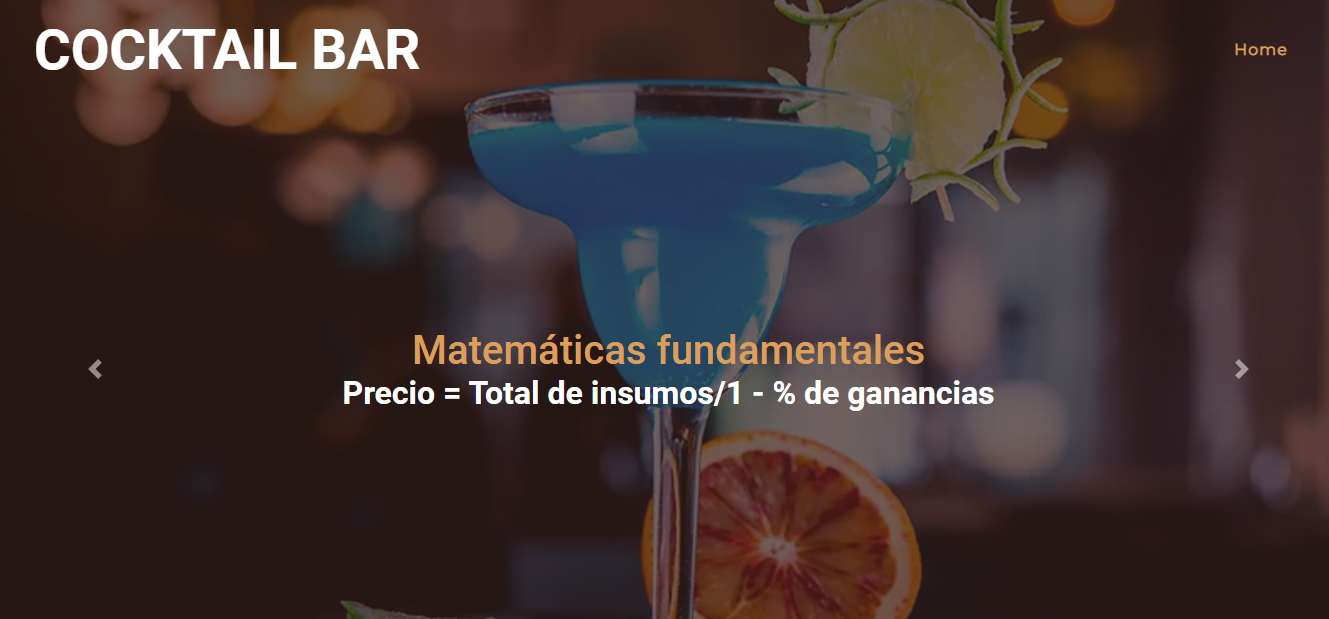 COCKTAIL BAR
Home
Matemáticas fundamentales
Precio = Total de insumos/1 - % de ganancias